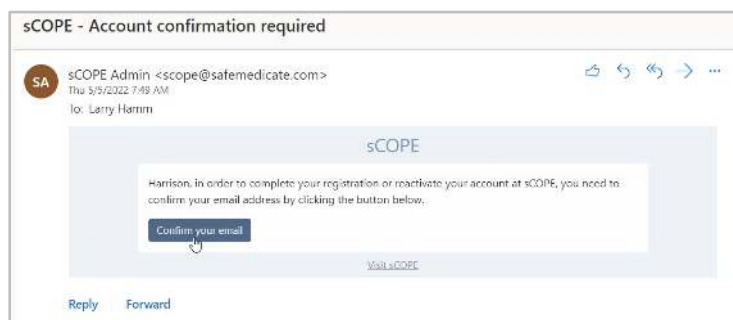 sCOPE - Account confirmation required
SA
sCOPE Admin <scope@safemedicate.com>
Thu 5/5/2022 7:49 AM
To: Larry Hamm
sCOPE
Harrison, in order to complete your registration or reactivate your account at sCOPE, you need to
confirm your email address by clicking the button below.
Confirm your email
Visit sCOPE
Reply Forward